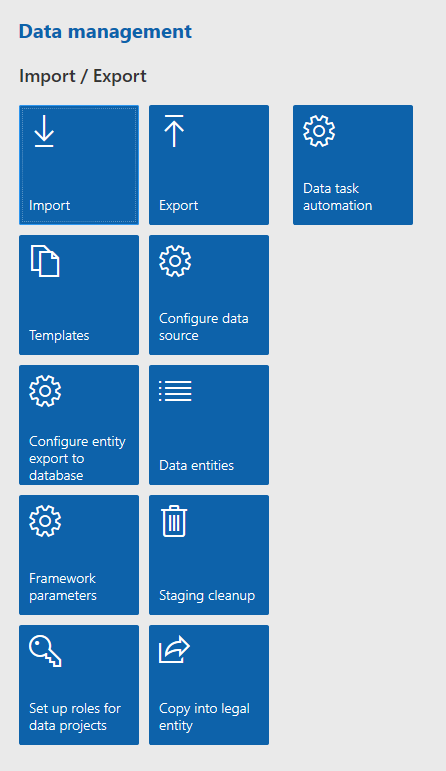 Data management
Import / Export
Import
Export
Data task
automation
Templates
Configure data
source
Configure entity
export to
database
Data entities
Framework
parameters
Staging cleanup
Set up roles for
data projects
Copy into legal
entity